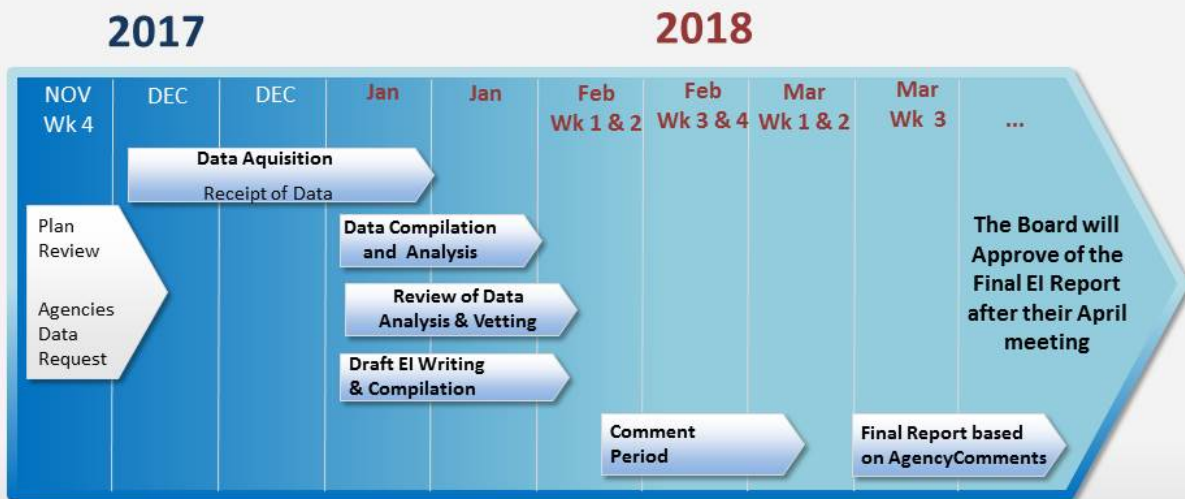 2017
2018
NOV
Wk 4
DEC
DEC
Jan
Jan
Feb
Wk 1 & 2
Feb
Wk 3 & 4
Mar
Wk 1 & 2
Mar
Wk 3
...
Data Aquisition
Receipt of Data
Plan
Review
Agencies
Data
Request
Data Compilation
and Analysis
Review of Data
Analysis & Vetting
Draft EI Writing
& Compilation
Comment
Period
Final Report based
on AgencyComments
The Board will
Approve of the
Final EI Report
after their April
meeting